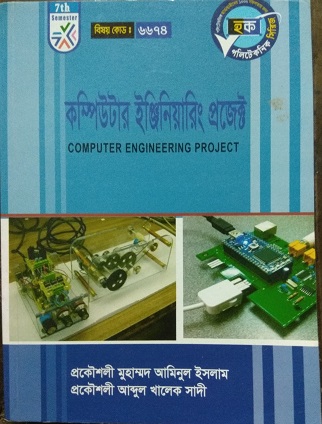 7th
Semester
বিষয় কোড : ৬৬৭৪
হক
পলিটেকনিক সিরিজ
কম্পিউটার ইঞ্জিনিয়ারিং প্রজেক্ট
COMPUTER ENGINEERING PROJECT
প্রকৌশলী মুহাম্মদ আমিনুল ইসলাম
প্রকৌশলী আব্দুল খালেক সাদী